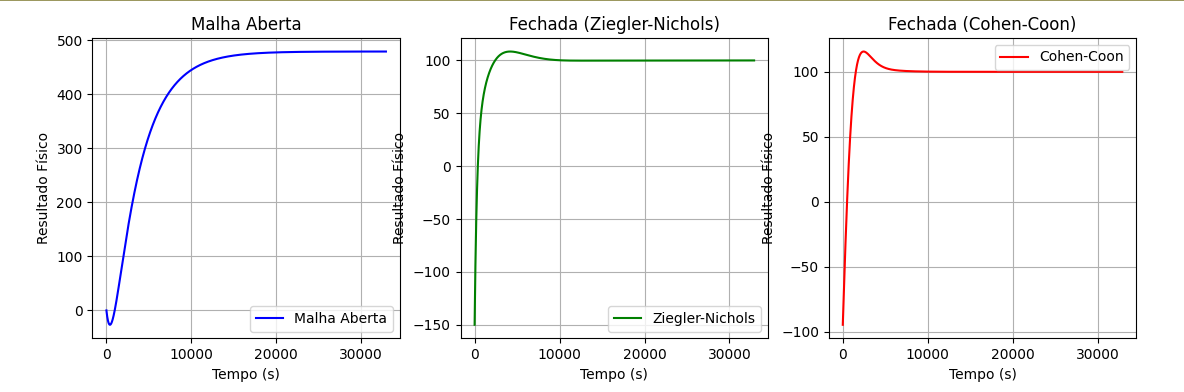 Malha Aberta
500
400
300
200
100
0
Resultado Físico
0
10000
20000
30000
Tempo (s)
Malha Aberta
Fechada (Ziegler-Nichols)
100
50
0
−50
−100
−150
Resultado Físico
0
10000
20000
30000
Tempo (s)
Ziegler-Nichols
Fechada (Cohen-Coon)
100
50
0
−50
−100
Resultado Físico
0
10000
20000
30000
Tempo (s)
Cohen-Coon